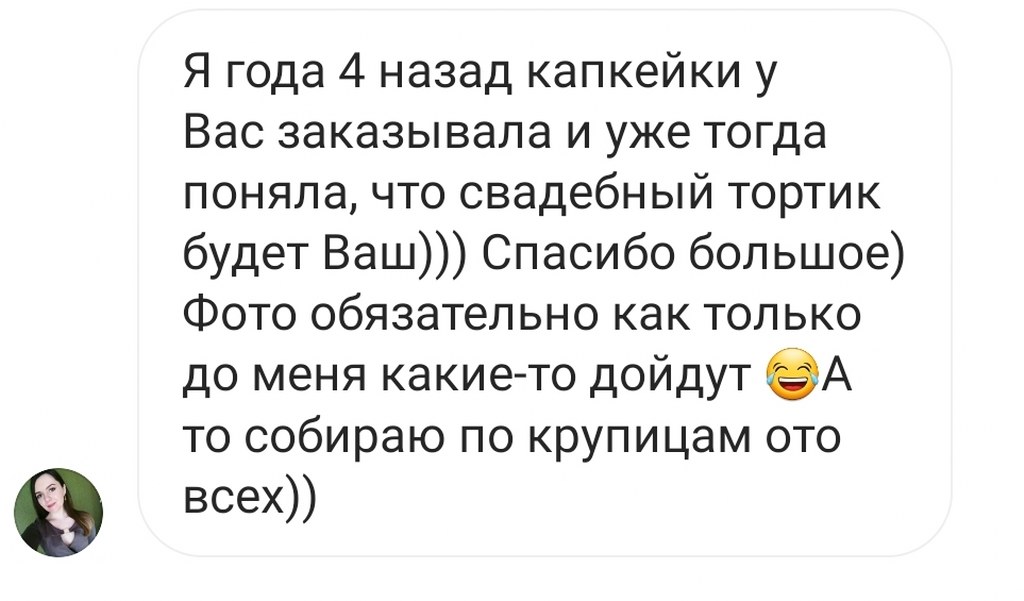 Я года 4 назад капкейки у
Вас заказывала и уже тогда
поняла, что свадебный тортик
будет Ваш))) Спасибо большое)
Фото обязательно как только
до меня какие-то дойдут 😂А
то собираю по крупицам ото
всех))